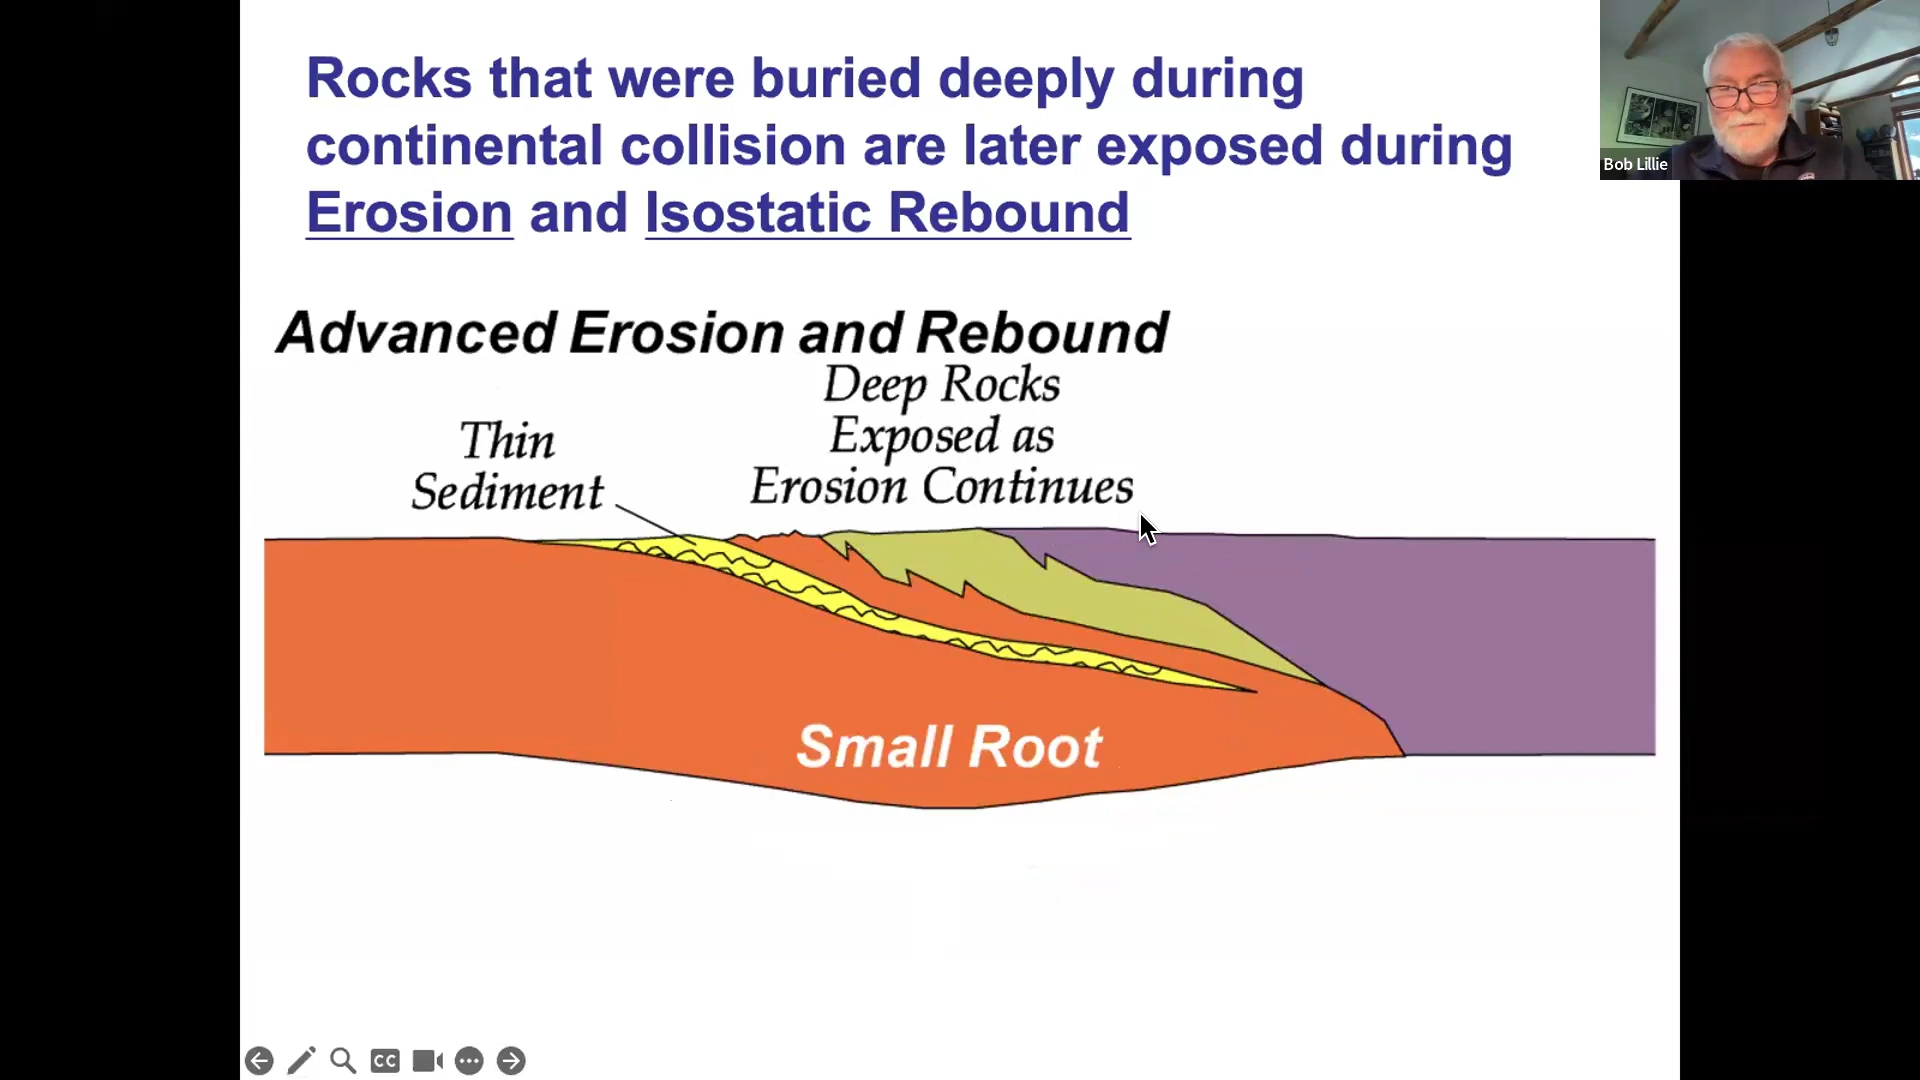 Rocks that were buried deeply during
continental collision are later exposed during
Erosion and Isostatic Rebound
Bob Lillie
Advanced Erosion and Rebound
Deep Rocks
Exposed as
Erosion Continues
Thin
Sediment
Small Root
CC